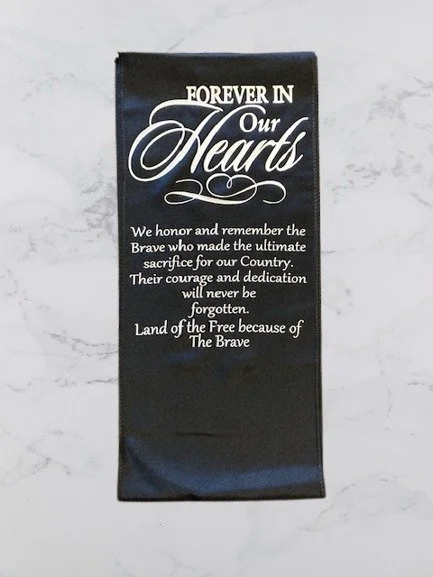 FOREVER IN
Our
Hearts
We honor and remember the
Brave who made the ultimate
sacrifice for our Country.
Their courage and dedication
will never be
forgotten.
Land of the Free because of
The Brave